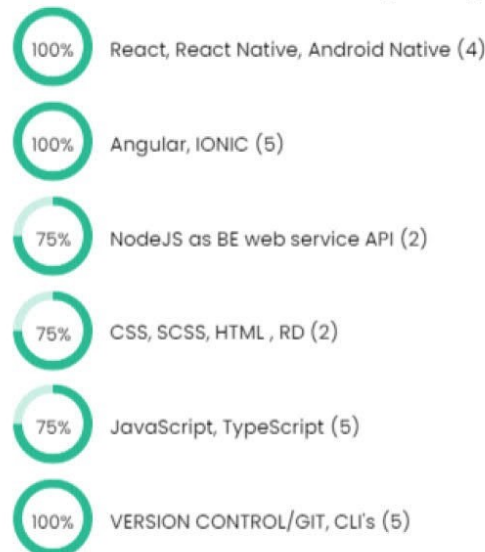 100% React, React Native, Android Native (4)
100% Angular, IONIC (5)
75% NodeJS as BE web service API (2)
75% CSS, SCSS, HTML , RD (2)
75% JavaScript, TypeScript (5)
100% VERSION CONTROL/GIT, CLI's (5)